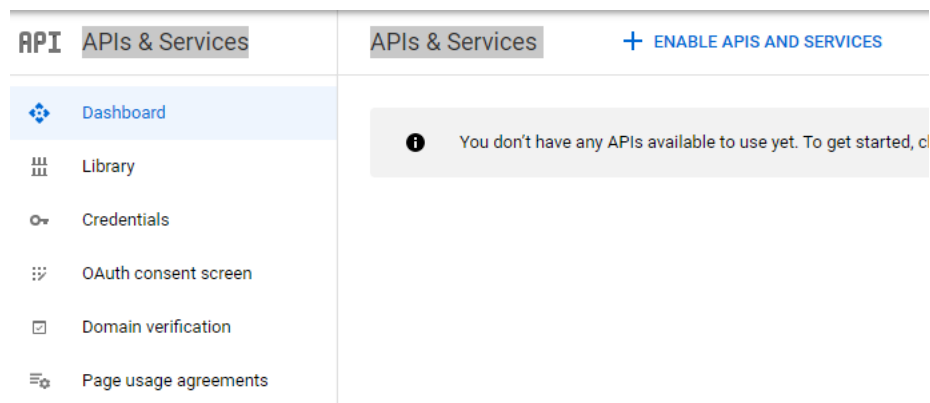 API APIs & Services
APIs & Services
+ ENABLE APIS AND SERVICES
Dashboard
Library
Credentials
OAuth consent screen
Domain verification
Page usage agreements
You don't have any APIs available to use yet. To get started,